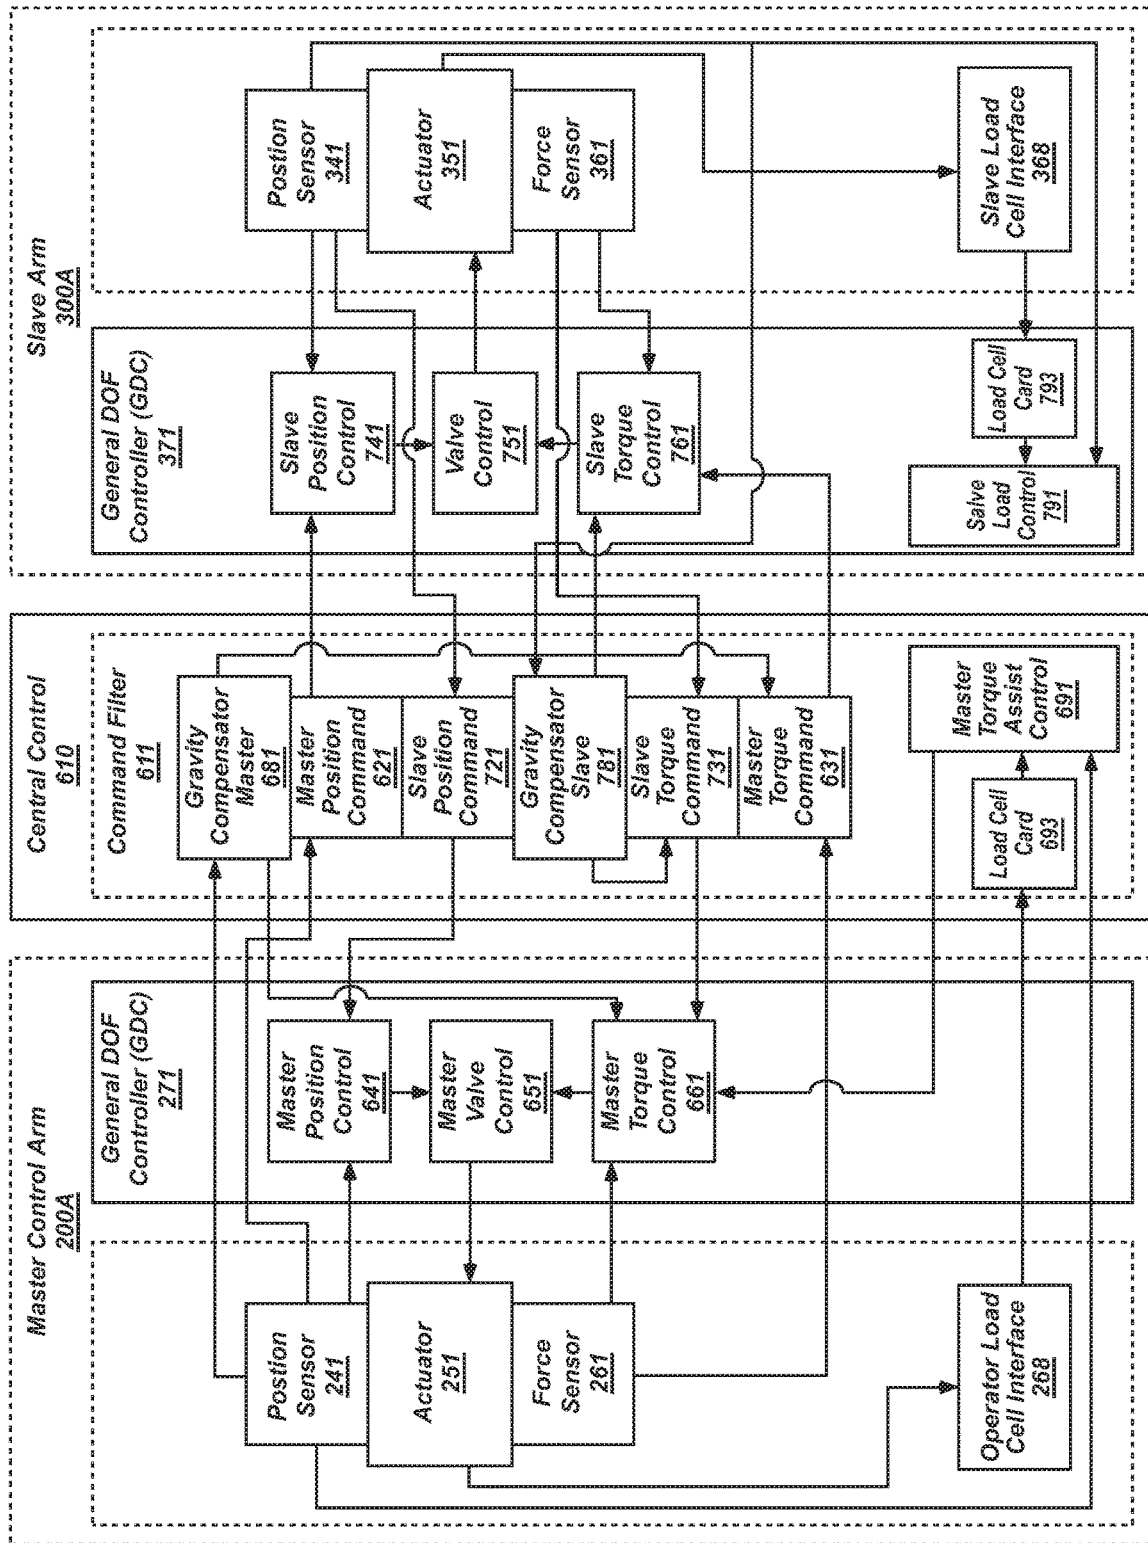 Master Control Arm
200A
General DOF
Controller (GDC)
271
Postion
Sensor
241
Actuator
251
Force
Sensor
261
Operator Load
Cell Interface
268
Master
Position
Control
641
Master
Valve
Control
651
Master
Torque
Control
661
Central Control
610
Command Filter
611
Gravity
Compensator
Master
681
Master
Position
Command
621
Slave
Position
Command
721
Gravity
Compensator
Slave
781
Slave
Torque
Command
731
Master
Torque
Command
631
Load Cell
Card
693
Master
Torque
Assist
Control
691
Slave Arm
300A
General DOF
Controller (GDC)
371
Slave
Position
Control
741
Valve
Control
751
Slave
Torque
Control
761
Salve
Load
Control
791
Load Cell
Card
793
Postion
Sensor
341
Actuator
351
Force
Sensor
361
Slave Load
Cell Interface
368